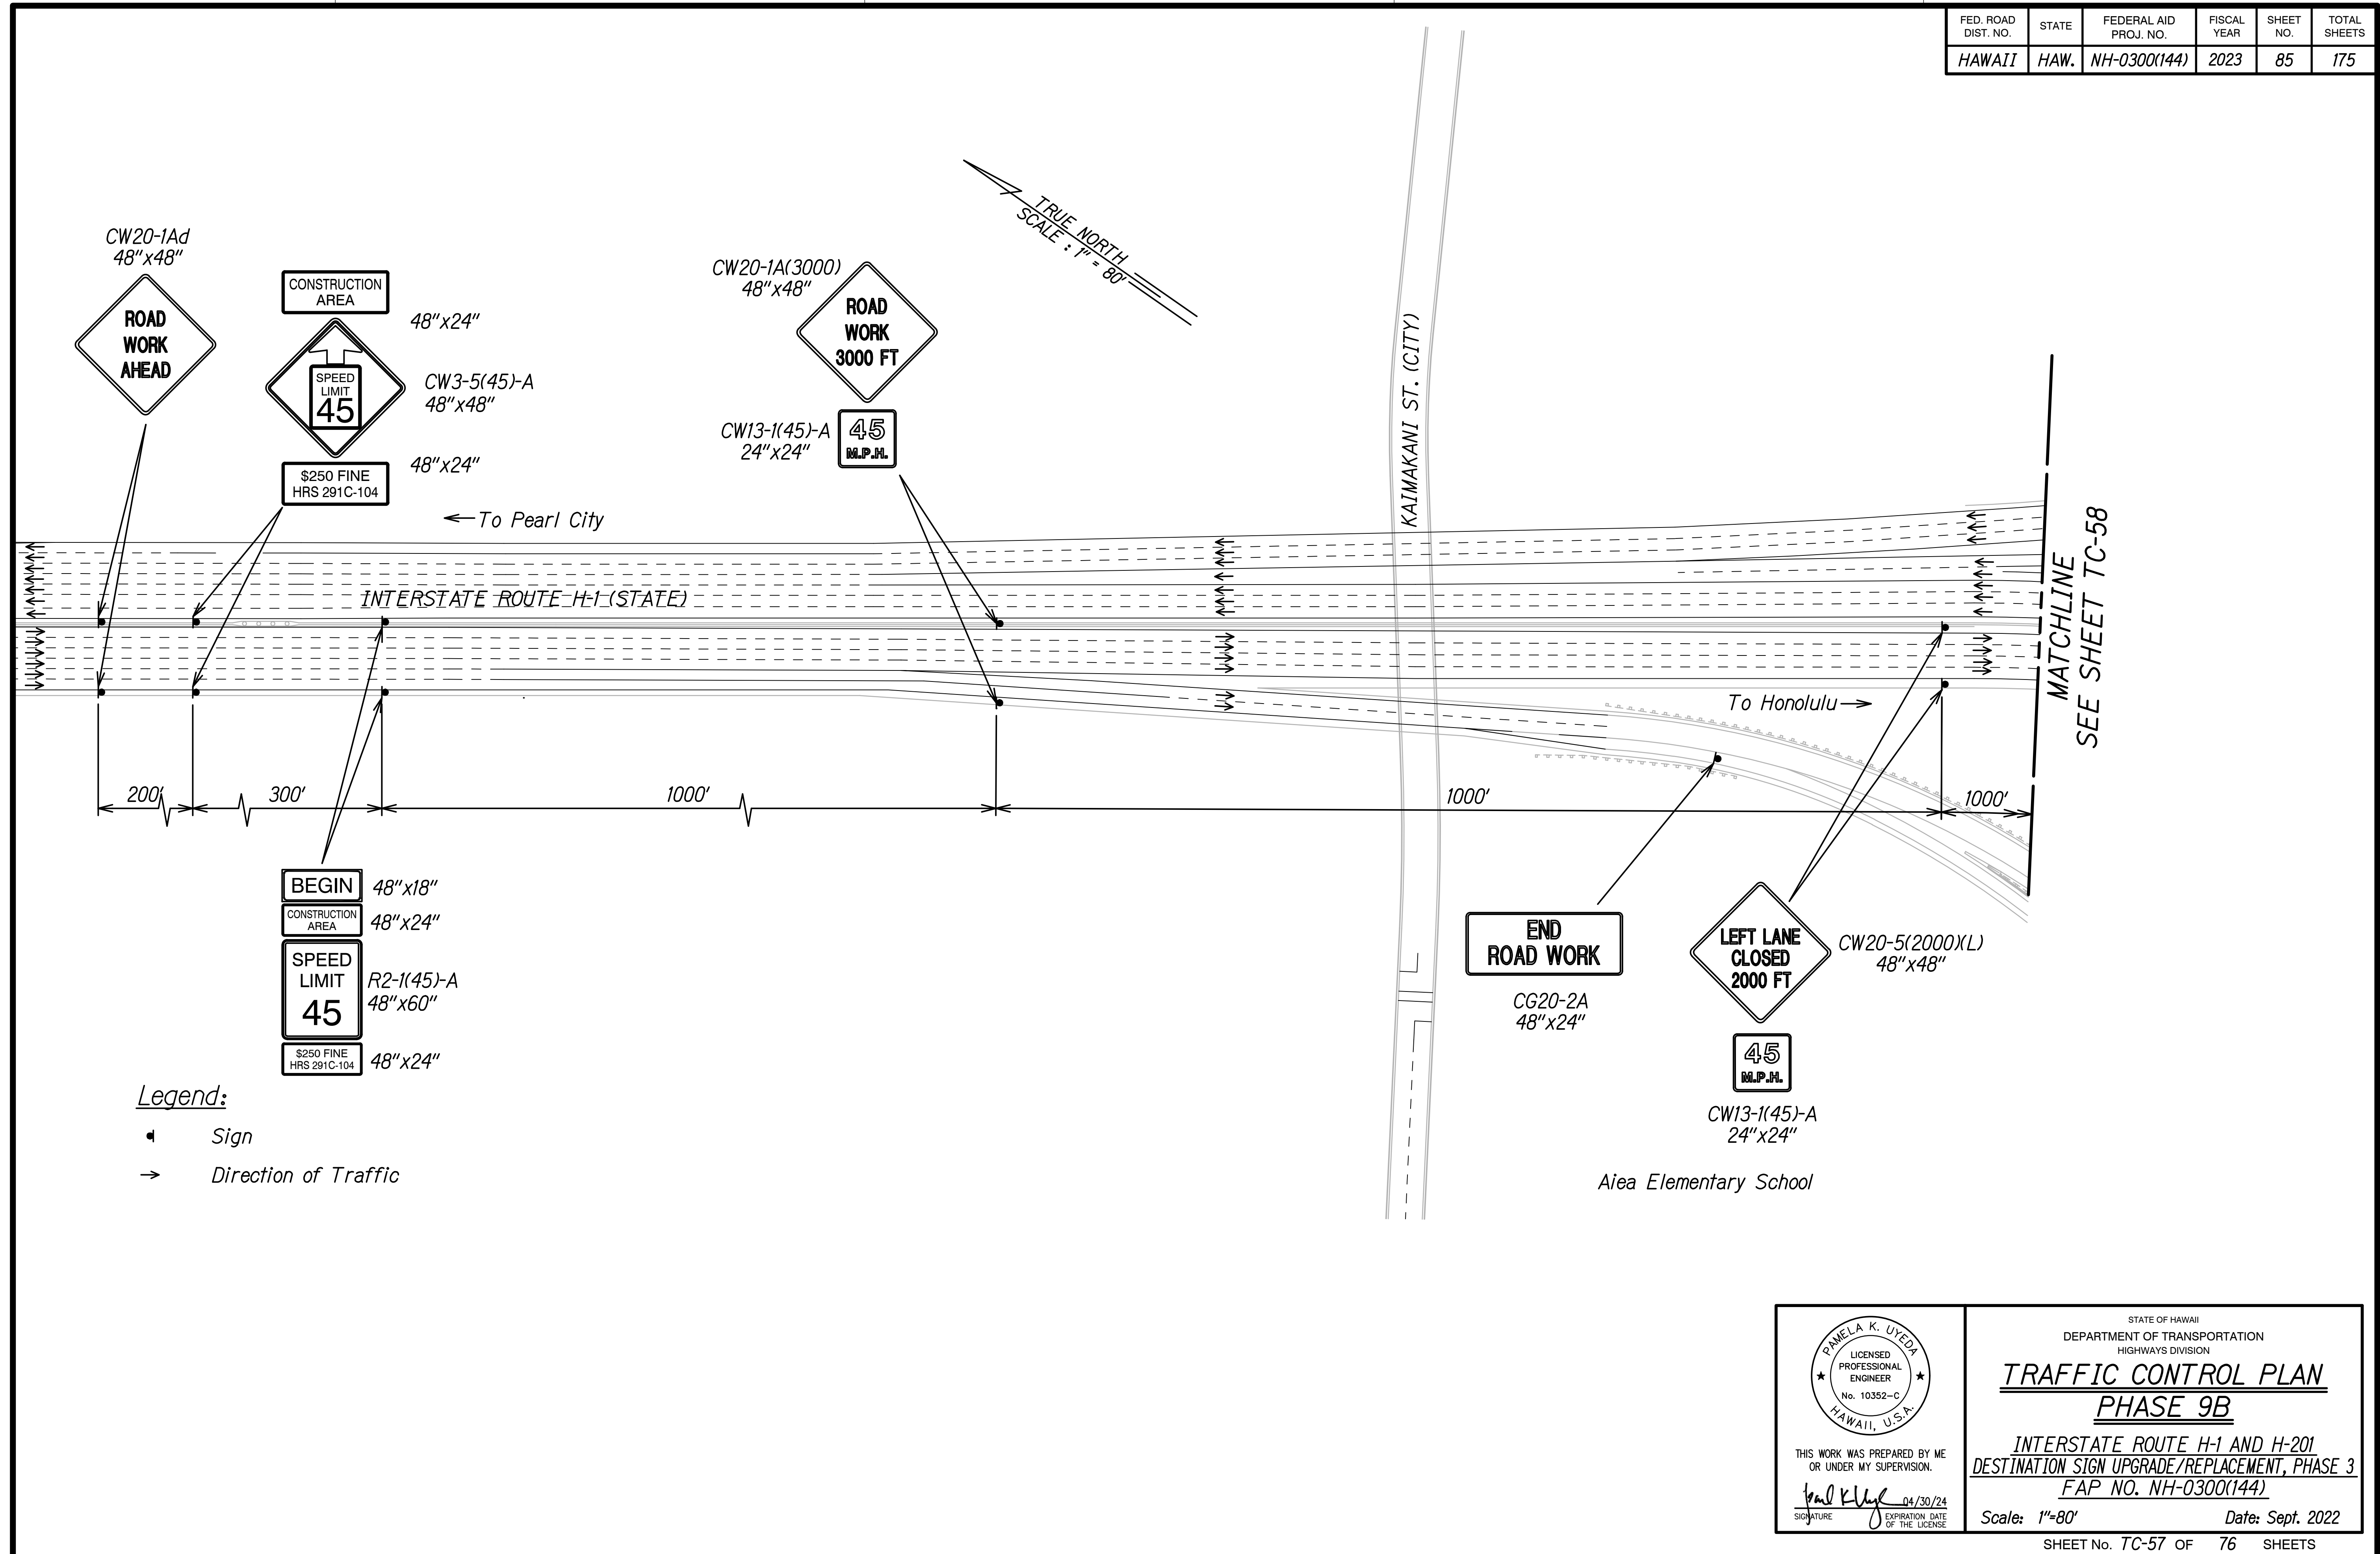 FED. ROAD DIST. NO.
STATE
FEDERAL AID PROJ. NO.
FISCAL YEAR
SHEET NO.
TOTAL SHEETS
HAWAII
HAW.
NH-0300(144)
2023
85
175
TRUE NORTH
SCALE : 1" = 80'
CW20-1Ad
48"x48"
ROAD
WORK
AHEAD
CONSTRUCTION
AREA
48"x24"
SPEED
LIMIT
45
CW3-5(45)-A
48"x48"
$250 FINE
HRS 291C-104
48"x24"
CW20-1A(3000)
48"x48"
ROAD
WORK
3000 FT
CW13-1(45)-A
24"x24"
45
M.P.H.
KAIMAKANI ST. (CITY)
To Pearl City
INTERSTATE ROUTE H-1 (STATE)
To Honolulu
MATCHLINE
SEE SHEET TC-58
200'
300'
1000'
1000'
1000'
BEGIN
48"x18"
CONSTRUCTION
AREA
48"x24"
SPEED
LIMIT
45
R2-1(45)-A
48"x60"
$250 FINE
HRS 291C-104
48"x24"
END
ROAD WORK
CG20-2A
48"x24"
LEFT LANE
CLOSED
2000 FT
CW20-5(2000)(L)
48"x48"
45
M.P.H.
CW13-1(45)-A
24"x24"
Aiea Elementary School
Legend:
Sign
Direction of Traffic
PAMELA K. UYEDA
LICENSED
PROFESSIONAL
ENGINEER
No. 10352-C
HAWAII, U.S.A.
THIS WORK WAS PREPARED BY ME
OR UNDER MY SUPERVISION.
04/30/24
SIGNATURE
EXPIRATION DATE
OF THE LICENSE
STATE OF HAWAII
DEPARTMENT OF TRANSPORTATION
HIGHWAYS DIVISION
TRAFFIC CONTROL PLAN
PHASE 9B
INTERSTATE ROUTE H-1 AND H-201
DESTINATION SIGN UPGRADE/REPLACEMENT, PHASE 3
FAP NO. NH-0300(144)
Scale: 1"=80'
Date: Sept. 2022
SHEET No. TC-57 OF 76 SHEETS